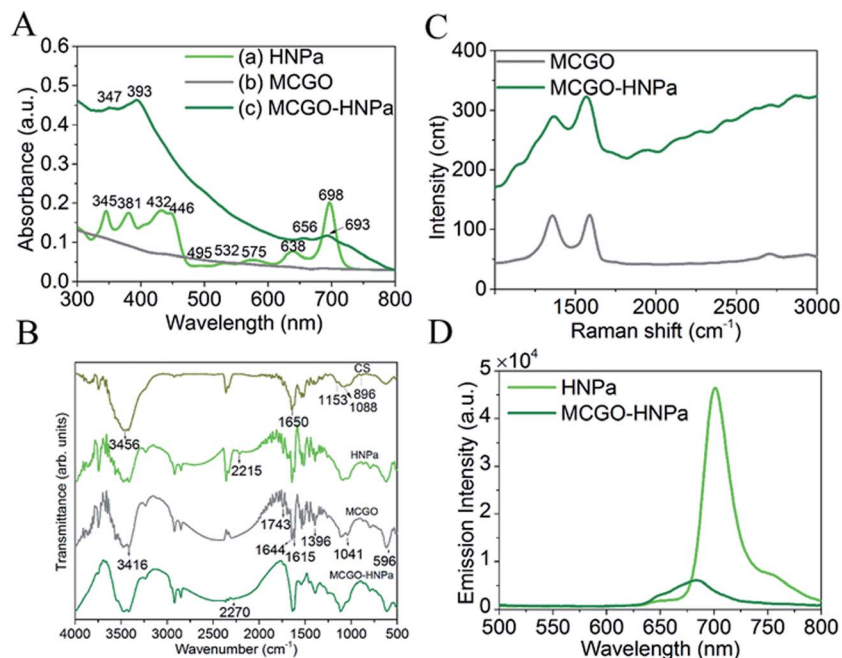 A
(a) HNPa
(b) MCGO
(c) MCGO-HNPa
0.6
0.5
0.4
0.3
0.2
0.1
0.0
347 393
345 381 432 446
495 532 575 638 656 698 693
Absorbance (a.u.)
300 400 500 600 700 800
Wavelength (nm)
B
CS
1153 896
1088
1650
3456
HNPa
2215
MCGO
1743
1644 1615 1396 1041 596
3416
MCGO-HNPa
2270
Transmittance (arb. units)
4000 3500 3000 2500 2000 1500 1000 500
Wavenumber (cm⁻¹)
C
MCGO
MCGO-HNPa
400
300
200
100
0
Intensity (cnt)
1500 2000 2500 3000
Raman shift (cm⁻¹)
D
×10⁴
HNPa
MCGO-HNPa
5
4
3
2
1
0
Emission Intensity (a.u.)
500 550 600 650 700 750 800
Wavelength (nm)